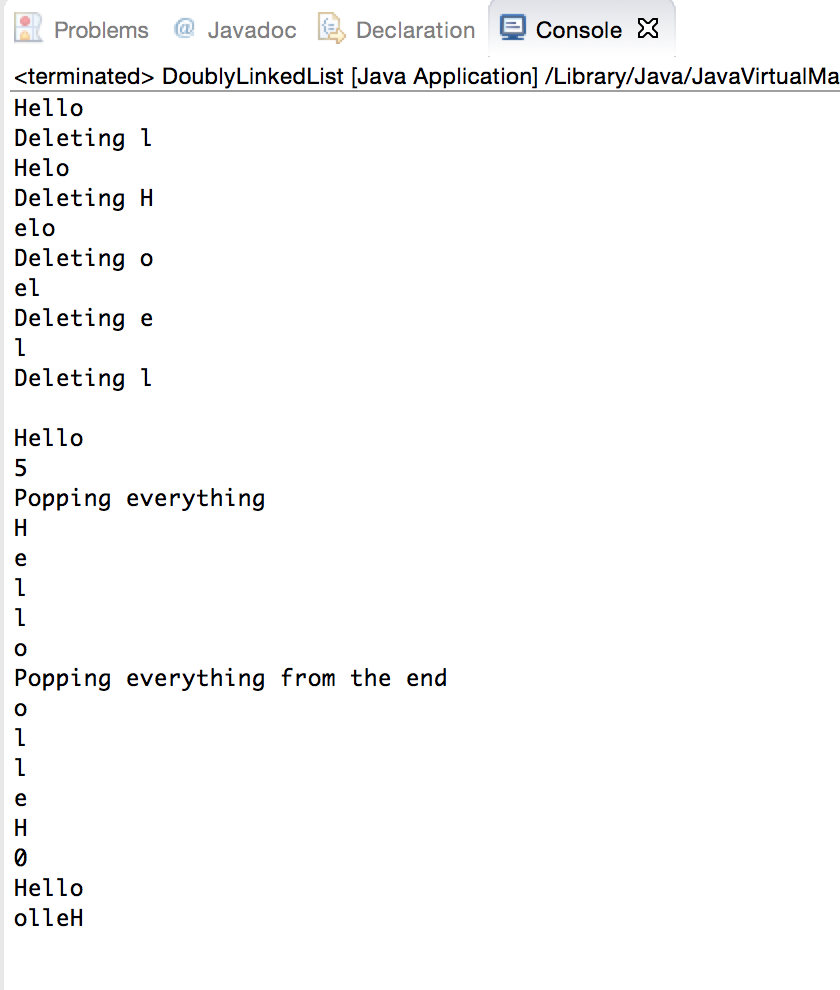 Problems @ Javadoc Declaration Console
<terminated> DoublyLinkedList [Java Application] /Library/Java/JavaVirtualMa
Hello
Deleting l
Helo
Deleting H
elo
Deleting o
el
Deleting e
l
Deleting l

Hello
5
Popping everything
H
e
l
l
o
Popping everything from the end
o
l
l
e
H
0
Hello
olleH